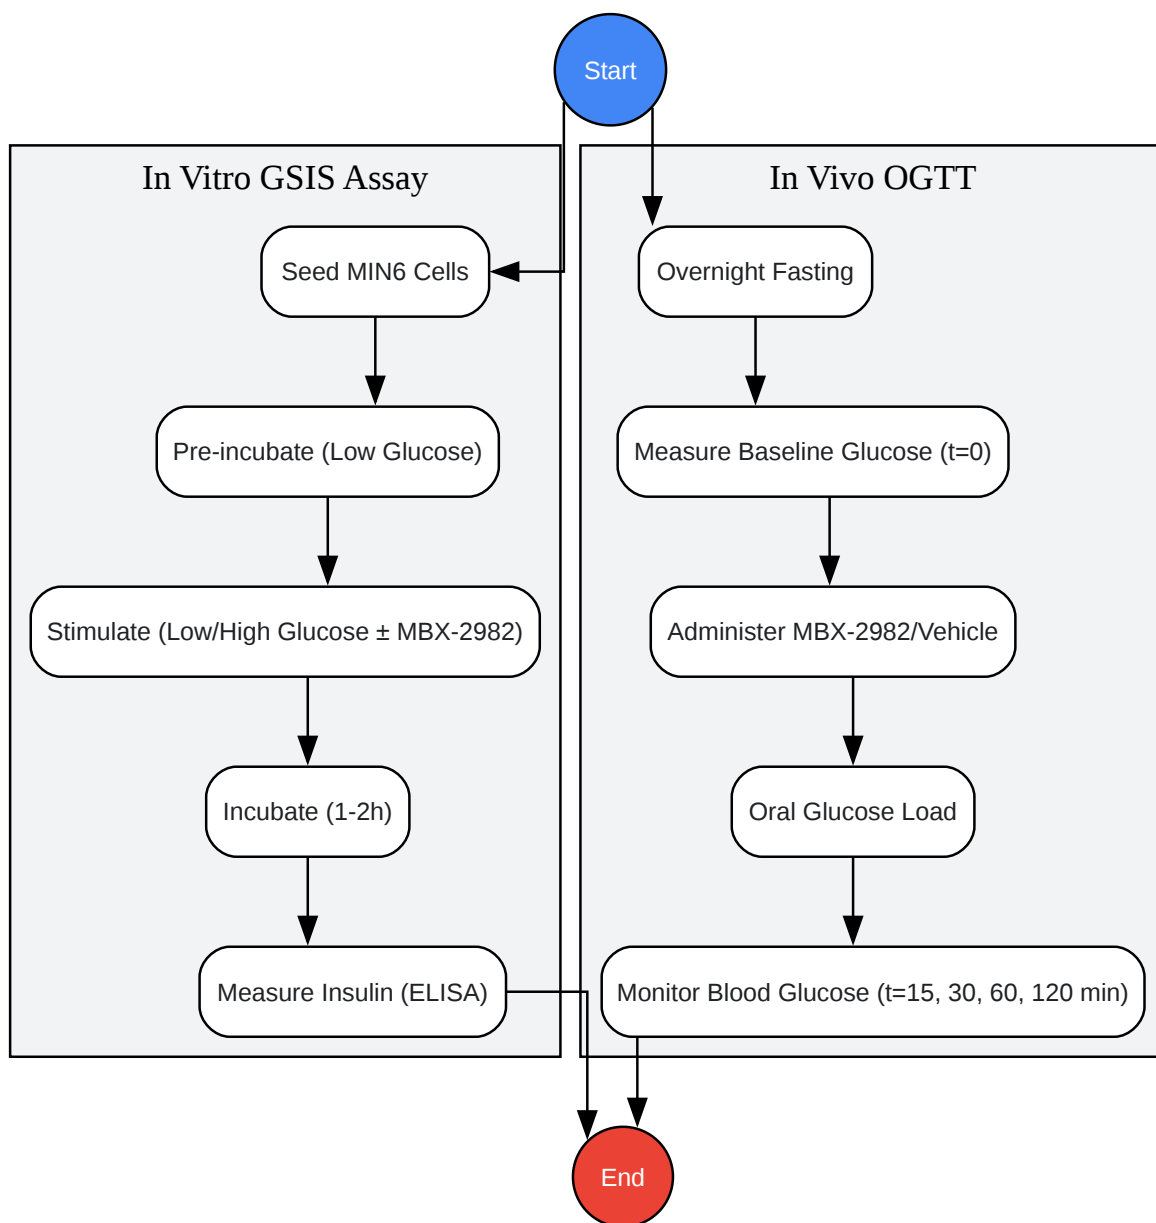 Start
In Vitro GSIS Assay
Seed MIN6 Cells
Pre-incubate (Low Glucose)
Stimulate (Low/High Glucose ± MBX-2982)
Incubate (1-2h)
Measure Insulin (ELISA)
In Vivo OGTT
Overnight Fasting
Measure Baseline Glucose (t=0)
Administer MBX-2982/Vehicle
Oral Glucose Load
Monitor Blood Glucose (t=15, 30, 60, 120 min)
End